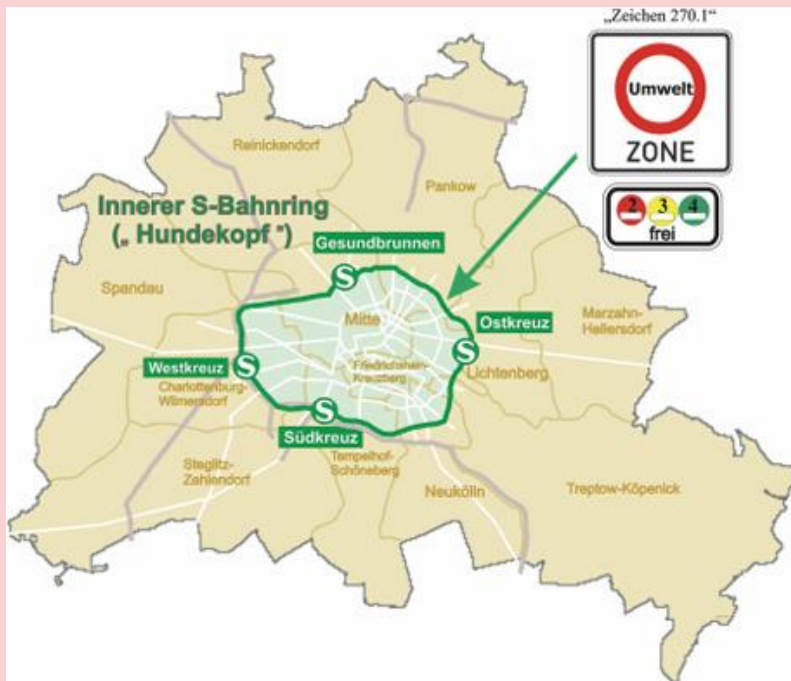 „Zeichen 270.1“
Umwelt
ZONE
2 3 4
frei
Reinickendorf
Pankow
Innerer S-Bahnring
(„ Hundekopf “)
Gesundbrunnen
S
Spandau
Mitte
Ostkreuz
Marzahn-
Hellersdorf
S
Westkreuz
S
Friedrichshain-
Kreuzberg
Lichtenberg
Charlottenburg-
Wilmersdorf
S
Südkreuz
Steglitz-
Zehlendorf
Tempelhof-
Schöneberg
Neukölln
Treptow-Köpenick